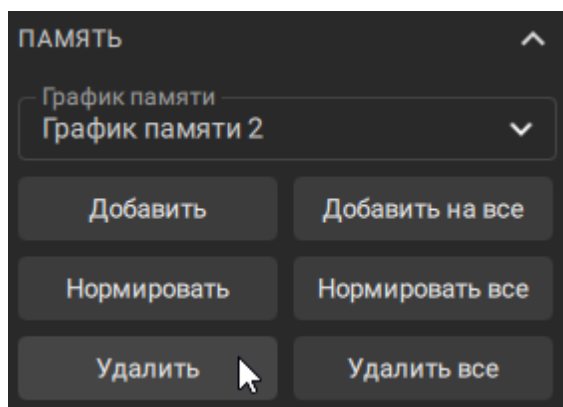 ПАМЯТЬ
График памяти
График памяти 2
Добавить
Добавить на все
Нормировать
Нормировать все
Удалить
Удалить все